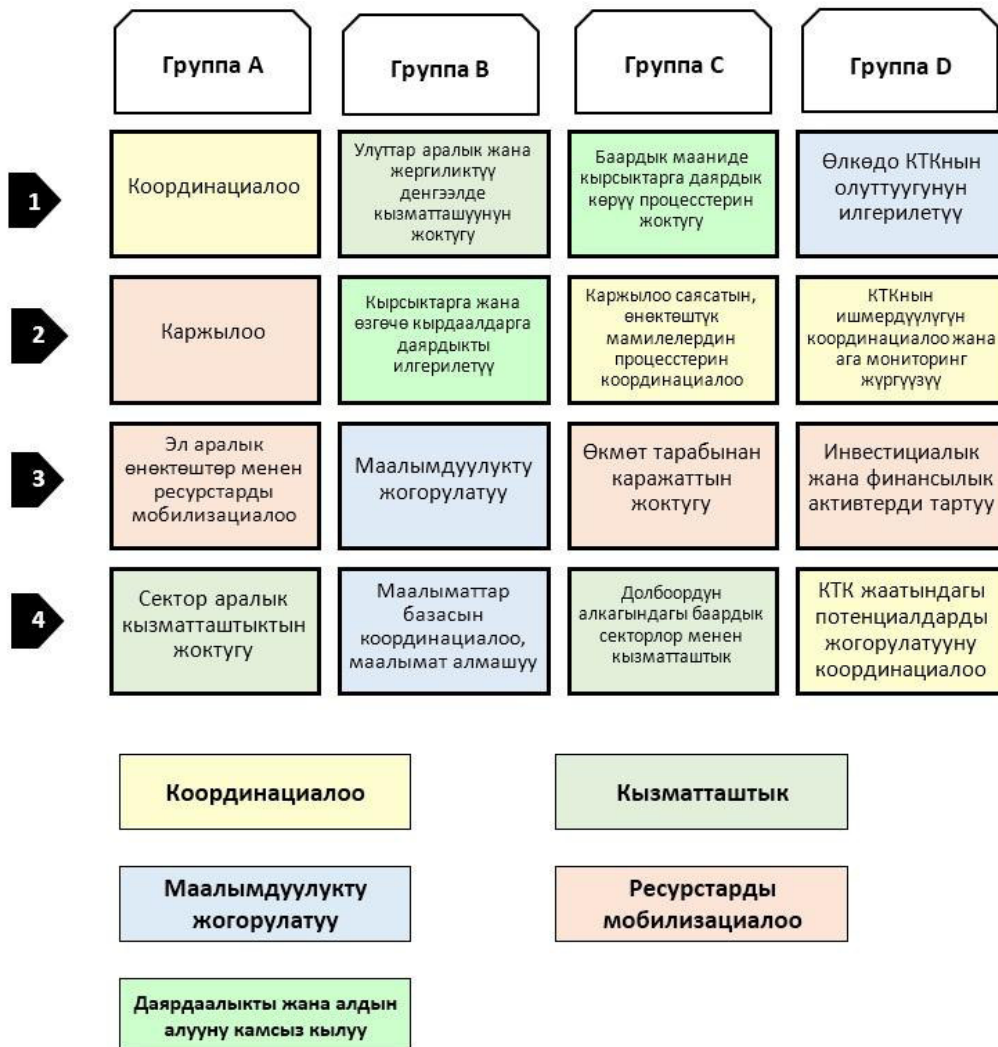 Группа А
Группа В
Группа С
Группа D
1
Координациалоо
Улуттар аралык жана
жергиликтүү
денгээлде
кызматташуунун
жоктугу
Баардык мааниде
кырсыктарга даярдык
көрүү процесстерин
жоктугу
Өлкөдо КТКнын
олуттуугунун
илгерилетүү
2
Каржылоо
Кырсыктарга жана
өзгөчө кырдаалдарга
даярдыкты
илгерилетүү
Каржылоо саясатын,
өнөктөштүк
мамилелердин
процесстерин
координациалоо
КТКнын
ишмердүүлүгүн
координациалоо жана
ага мониторинг
жүргүүзүү
3
Эл аралык
өнөктөштөр менен
ресурстарды
мобилизациалоо
Маалымдуулукту
жогорулатуу
Өкмөт тарабынан
каражаттын
жоктугу
Инвестициалык
жана финансылык
активтерди тартуу
4
Сектор аралык
кызматташтыктын
жоктугу
Маалыматтар
базасын
координациалоо,
маалымат алмашуу
Долбоордун
алкагындагы баардык
секторлор менен
кызматташтык
КТК жаатындагы
потенциалдарды
жогорулатууну
координациалоо
Координациалоо
Кызматташтык
Маалымдуулукту
жогорулатуу
Ресурстарды
мобилизациалоо
Даярдаалыкты жана алдын
алууну камсыз кылуу